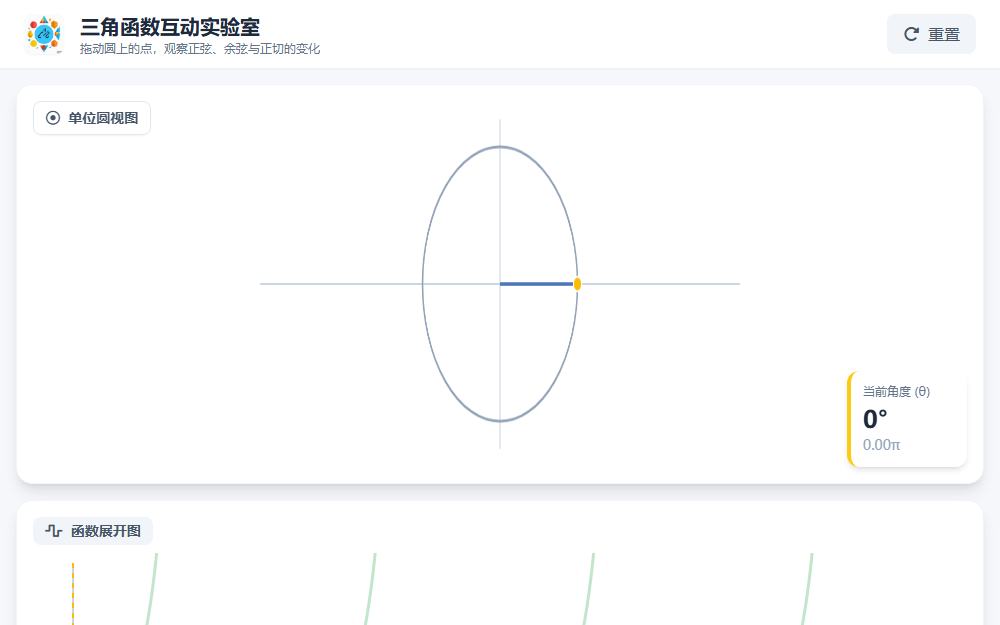 三角函数互动实验室
拖动圆上的点，观察正弦、余弦与正切的变化
重置
单位圆视图
当前角度 (θ)
0°
0.00π
函数展开图